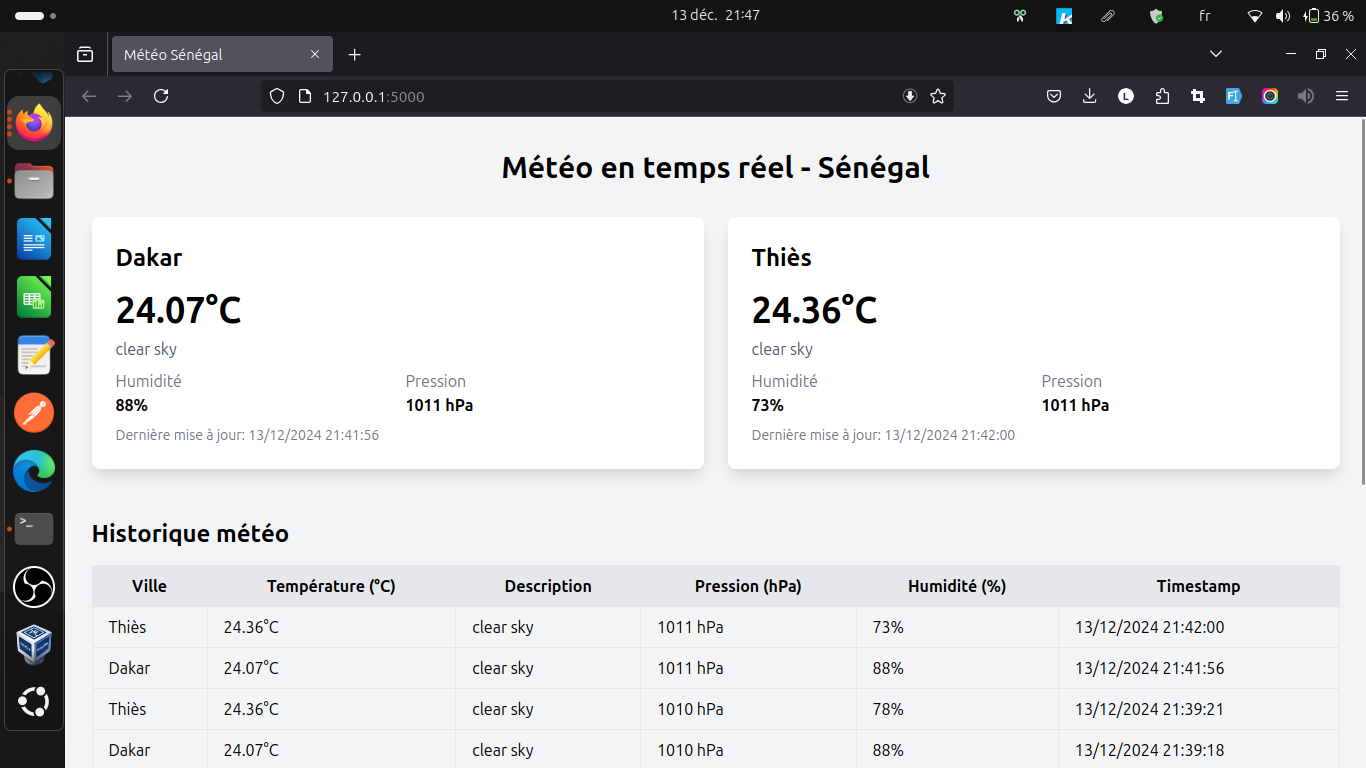 13 déc. 21:47
fr
36 %
Météo Sénégal
127.0.0.1:5000
Météo en temps réel - Sénégal
Dakar
24.07°C
clear sky
Humidité Pression
88% 1011 hPa
Dernière mise à jour: 13/12/2024 21:41:56
Thiès
24.36°C
clear sky
Humidité Pression
73% 1011 hPa
Dernière mise à jour: 13/12/2024 21:42:00
Historique météo
Ville Température (°C) Description Pression (hPa) Humidité (%) Timestamp
Thiès 24.36°C clear sky 1011 hPa 73% 13/12/2024 21:42:00
Dakar 24.07°C clear sky 1011 hPa 88% 13/12/2024 21:41:56
Thiès 24.36°C clear sky 1010 hPa 78% 13/12/2024 21:39:21
Dakar 24.07°C clear sky 1010 hPa 88% 13/12/2024 21:39:18